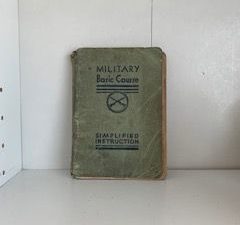 MILITARY
Basic Course
SIMPLIFIED
INSTRUCTION